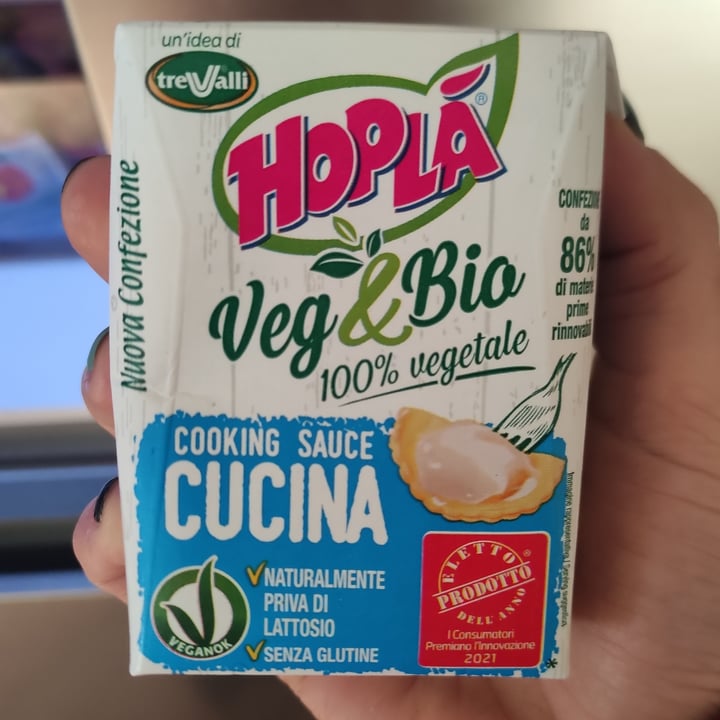 un'idea di
treValli
HOPLÀ®
Veg&Bio
100% vegetale
Nuova Confezione
CONFEZIONE
da
86%
di materie
prime
rinnovabili
COOKING SAUCE
CUCINA
VEGANOK
NATURALMENTE
PRIVA DI
LATTOSIO
SENZA GLUTINE
ELETTO
PRODOTTO
DELL'ANNO
®
I Consumatori
Premiano l'Innovazione
2021
*